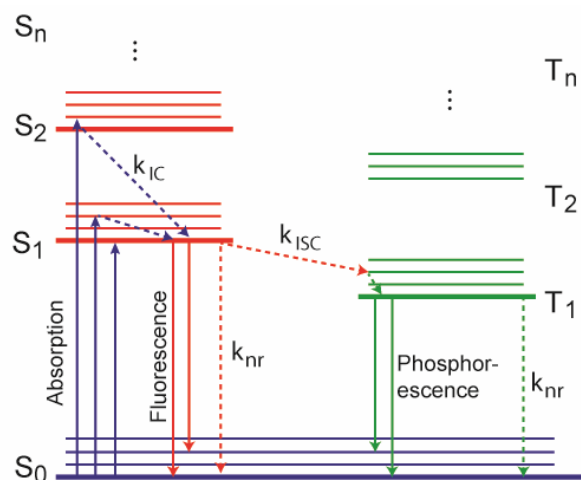 Sn
Tn
S2
kIC
T2
S1
kISC
T1
Absorption
Fluorescence
knr
Phosphor-
escence
knr
S0